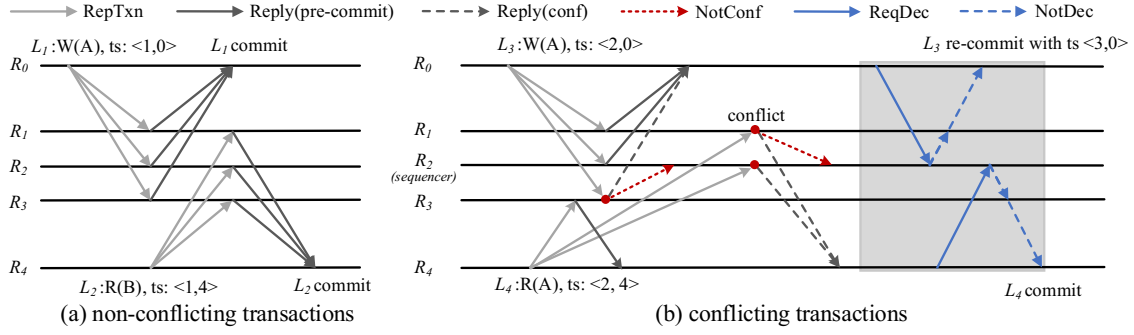 RepTxn Reply(pre-commit) Reply(conf) NotConf ReqDec NotDec
L1 :W(A), ts: <1,0> L1 commit
R0
R1
R2
R3
R4
L2 :R(B), ts: <1,4> L2 commit
(a) non-conflicting transactions
L3 :W(A), ts: <2,0> L3 re-commit with ts <3,0>
R0
R1 conflict
R2
(sequencer)
R3
R4
L4 :R(A), ts: <2, 4> L4 commit
(b) conflicting transactions